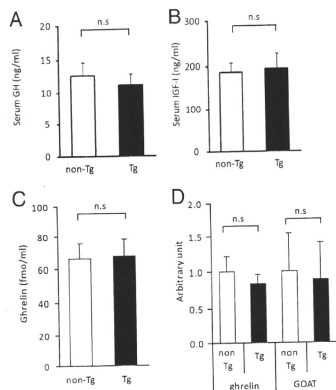 A
n.s
Serum GH (ng/ml)
20
15
10
5
0
non-Tg Tg
B
n.s
Serum IGF-I (ng/ml)
300
200
100
0
non-Tg Tg
C
n.s
Ghrelin (fmo/ml)
100
80
60
40
20
0
non-Tg Tg
D
n.s n.s
Arbitrary unit
2.0
1.5
1.0
0.5
0.0
non Tg Tg non Tg Tg
ghrelin GOAT